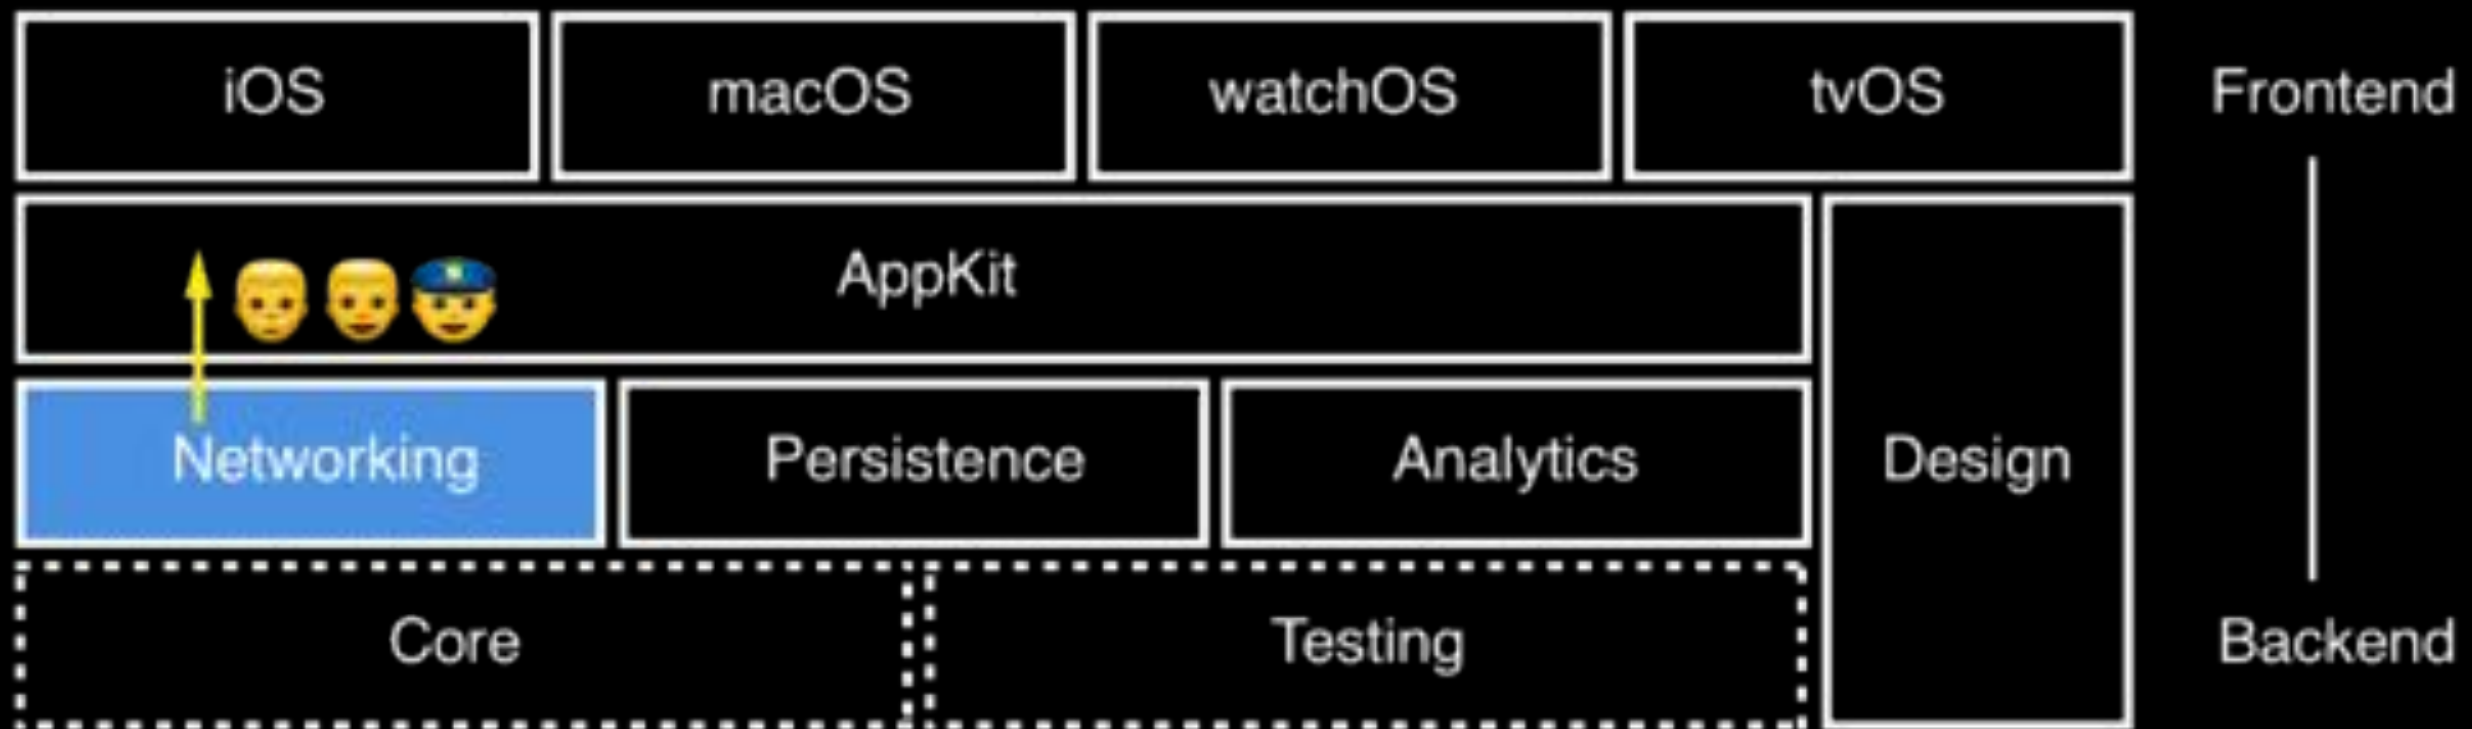 iOS
macOS
watchOS
tvOS
Frontend
AppKit
Networking
Persistence
Analytics
Design
Core
Testing
Backend